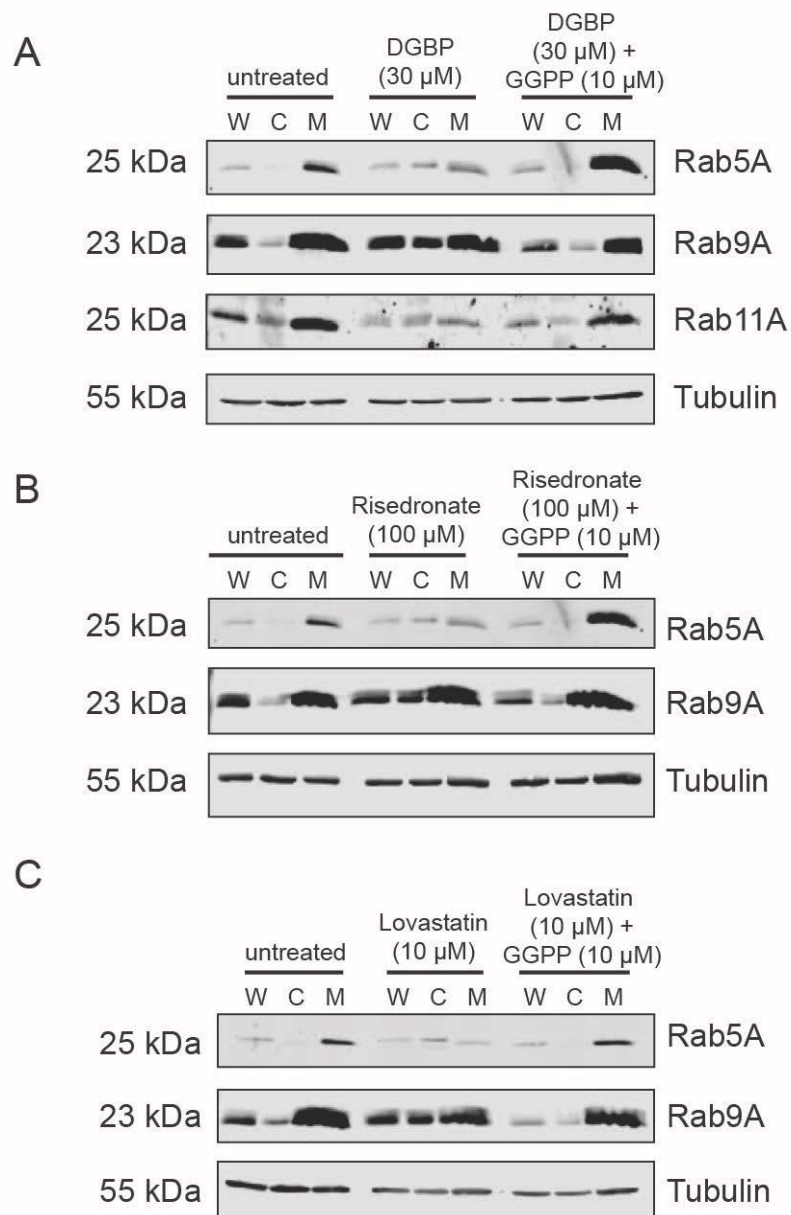 A
untreated
DGBP
(30 µM)
DGBP
(30 µM) +
GGPP (10 µM)
W C M W C M W C M
25 kDa Rab5A
23 kDa Rab9A
25 kDa Rab11A
55 kDa Tubulin
B
untreated
Risedronate
(100 µM)
Risedronate
(100 µM) +
GGPP (10 µM)
W C M W C M W C M
25 kDa Rab5A
23 kDa Rab9A
55 kDa Tubulin
C
untreated
Lovastatin
(10 µM)
Lovastatin
(10 µM) +
GGPP (10 µM)
W C M W C M W C M
25 kDa Rab5A
23 kDa Rab9A
55 kDa Tubulin